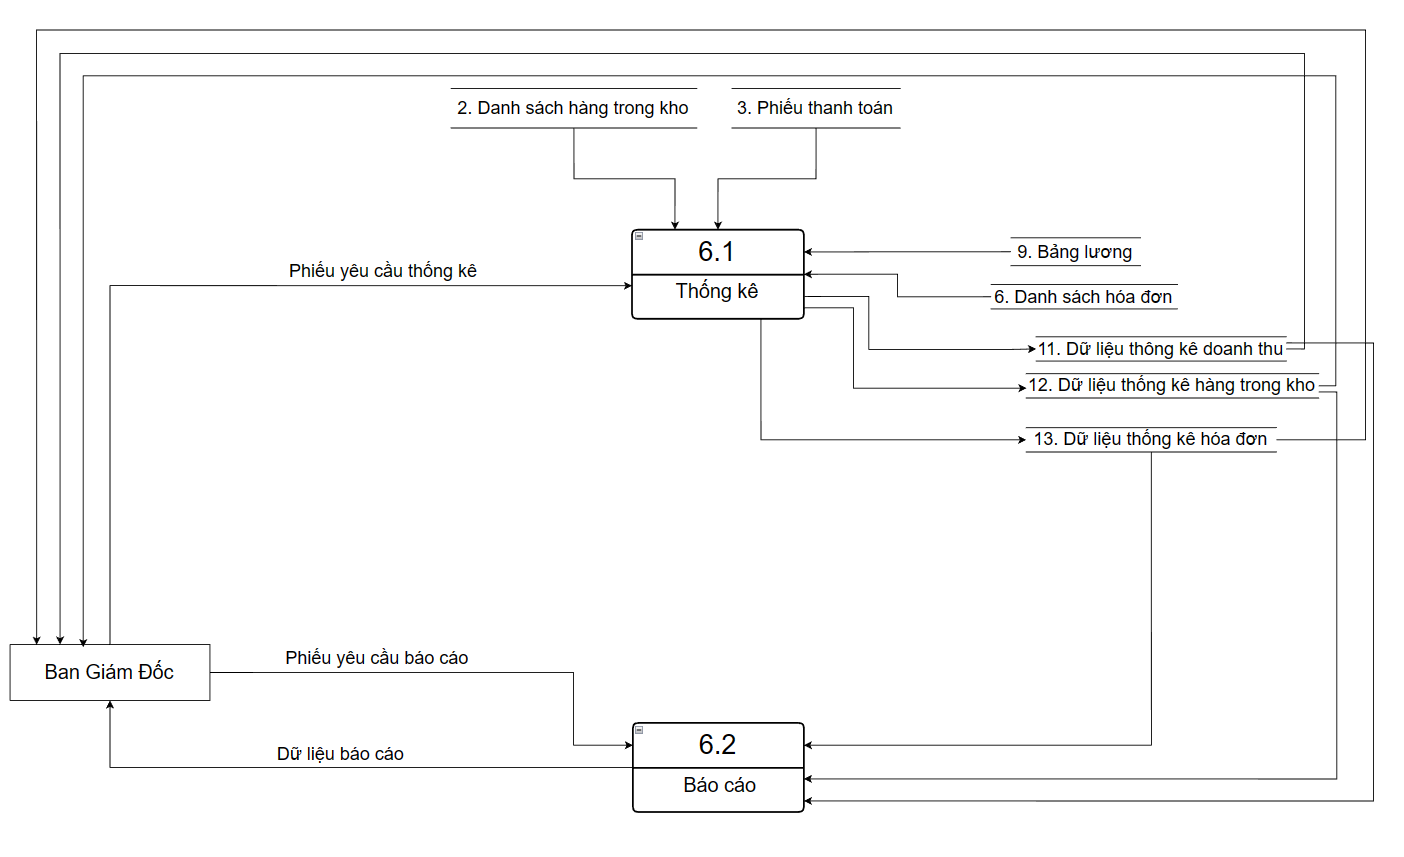 2. Danh sách hàng trong kho
3. Phiếu thanh toán
6.1
Thống kê
9. Bảng lương
6. Danh sách hóa đơn
Phiếu yêu cầu thống kê
11. Dữ liệu thông kê doanh thu
12. Dữ liệu thống kê hàng trong kho
13. Dữ liệu thống kê hóa đơn
Ban Giám Đốc
Phiếu yêu cầu báo cáo
Dữ liệu báo cáo
6.2
Báo cáo